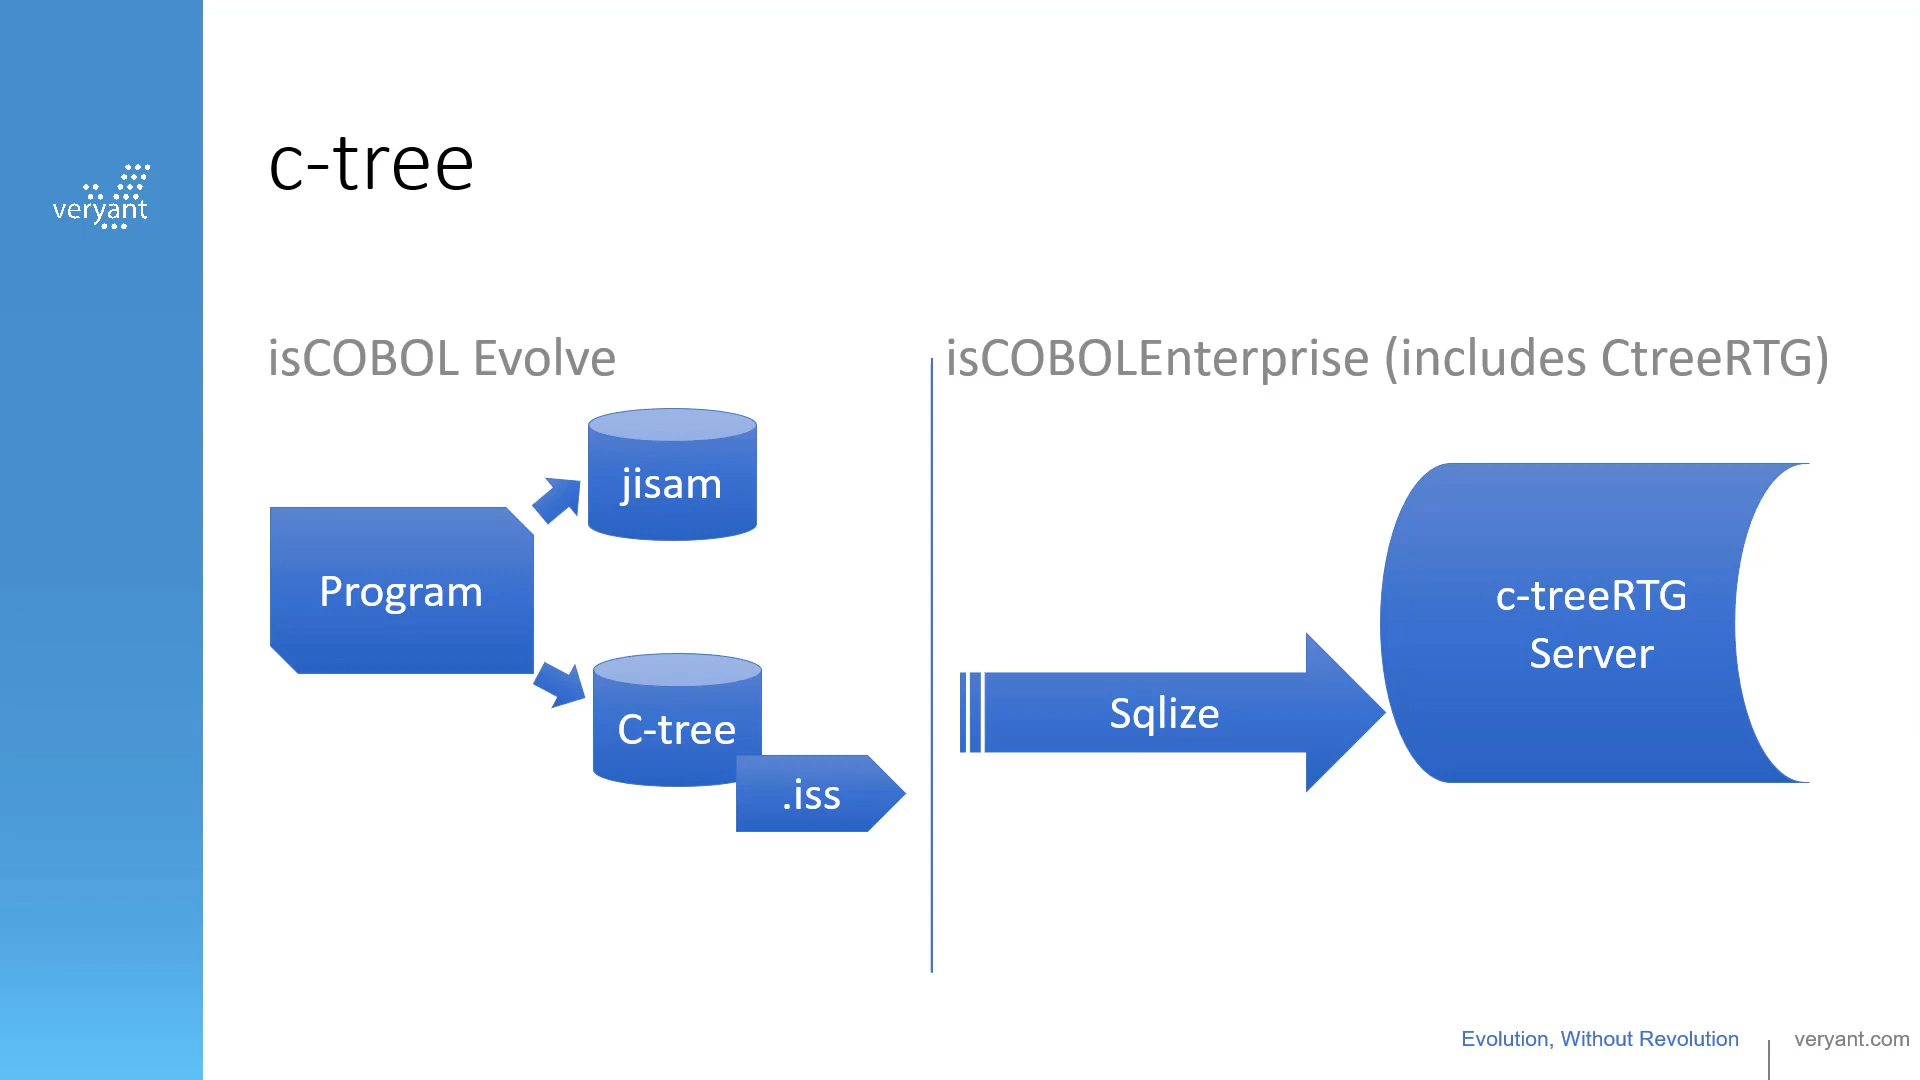 veryant
c-tree
isCOBOL Evolve
jisam
Program
C-tree
.iss
isCOBOLEnterprise (includes CtreeRTG)
Sqlize
c-treeRTG
Server
Evolution, Without Revolution
veryant.com